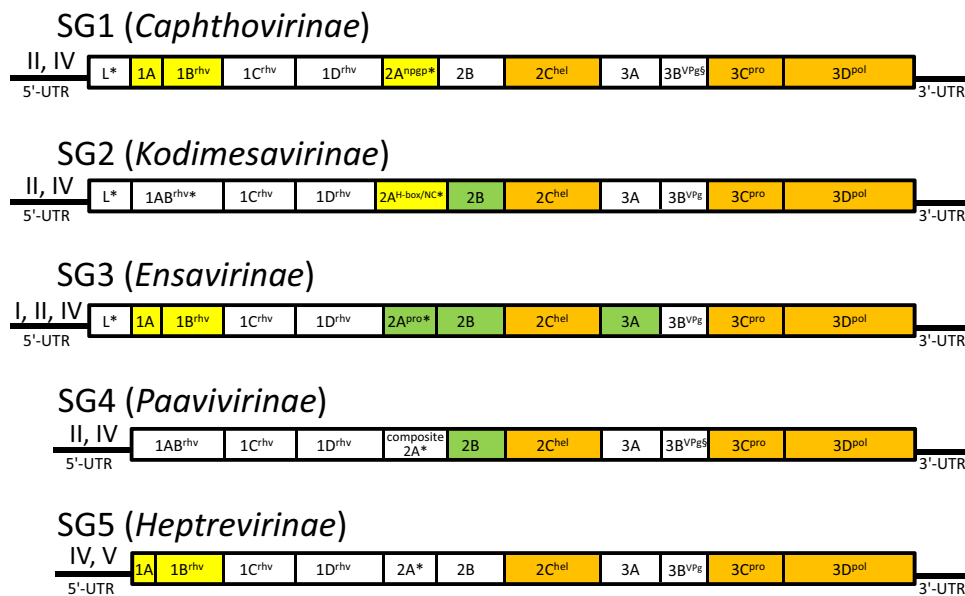 SG1 (Caphthovirinae)
II, IV
L* 1A 1Brhv 1Crhv 1Drhv 2Anpgp* 2B 2Chel 3A 3BVPg§ 3Cpro 3Dpol
5'-UTR 3'-UTR
SG2 (Kodimesavirinae)
II, IV
L* 1ABrhv* 1Crhv 1Drhv 2AH-box/NC* 2B 2Chel 3A 3BVPg 3Cpro 3Dpol
5'-UTR 3'-UTR
SG3 (Ensavirinae)
I, II, IV
L* 1A 1Brhv 1Crhv 1Drhv 2Apro* 2B 2Chel 3A 3BVPg 3Cpro 3Dpol
5'-UTR 3'-UTR
SG4 (Paavivirinae)
II, IV
1ABrhv 1Crhv 1Drhv composite 2A* 2B 2Chel 3A 3BVPg§ 3Cpro 3Dpol
5'-UTR 3'-UTR
SG5 (Heptrevirinae)
IV, V
1A 1Brhv 1Crhv 1Drhv 2A* 2B 2Chel 3A 3BVPg 3Cpro 3Dpol
5'-UTR 3'-UTR